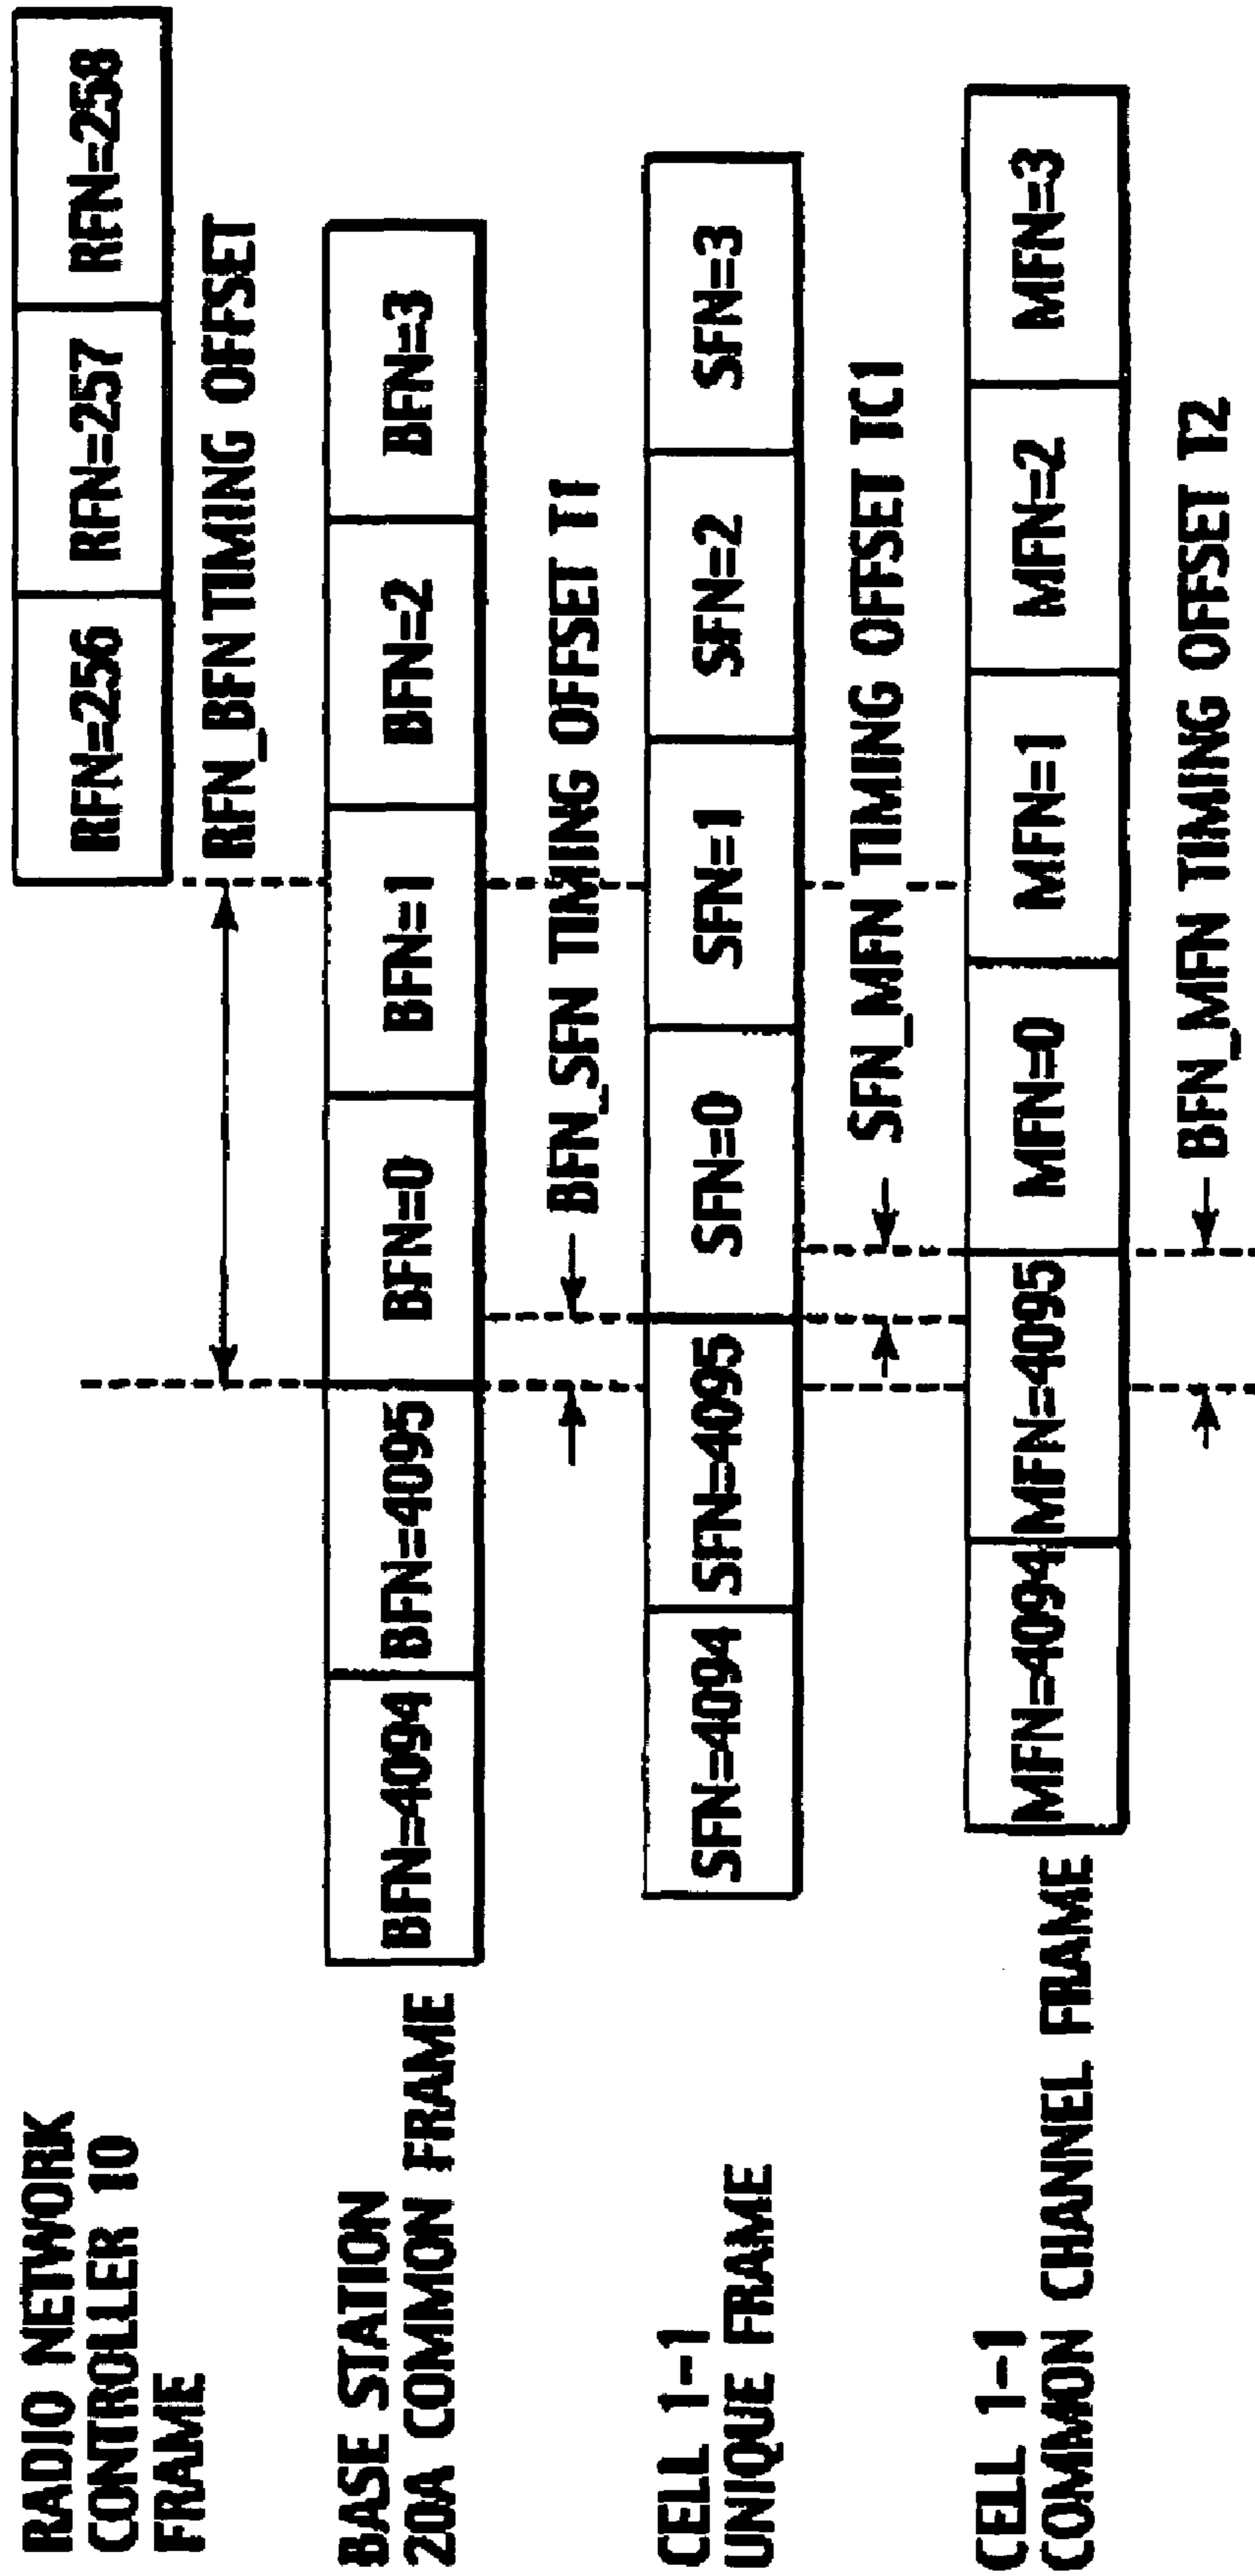 RADIO NETWORK
CONTROLLER 10
FRAME
RFN=256 RFN=257 RFN=258
RFN_BFN TIMING OFFSET
BASE STATION
20A COMMON FRAME
BFN=4094 BFN=4095 BFN=0 BFN=1 BFN=2 BFN=3
BFN_SFN TIMING OFFSET T1
CELL 1-1
UNIQUE FRAME
SFN=4094 SFN=4095 SFN=0 SFN=1 SFN=2 SFN=3
SFN_MFN TIMING OFFSET TC1
CELL 1-1
COMMON CHANNEL FRAME
MFN=4094 MFN=4095 MFN=0 MFN=1 MFN=2 MFN=3
BFN_MFN TIMING OFFSET T2